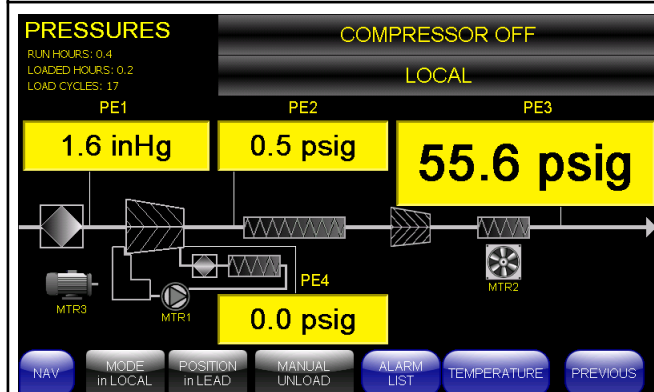 PRESSURES
RUN HOURS: 0.4
LOADED HOURS: 0.2
LOAD CYCLES: 17
COMPRESSOR OFF
LOCAL
PE1
PE2
PE3
1.6 inHg
0.5 psig
55.6 psig
PE4
0.0 psig
MTR3
MTR1
MTR2
NAV
MODE
in LOCAL
POSITION
in LEAD
MANUAL
UNLOAD
ALARM
LIST
TEMPERATURE
PREVIOUS